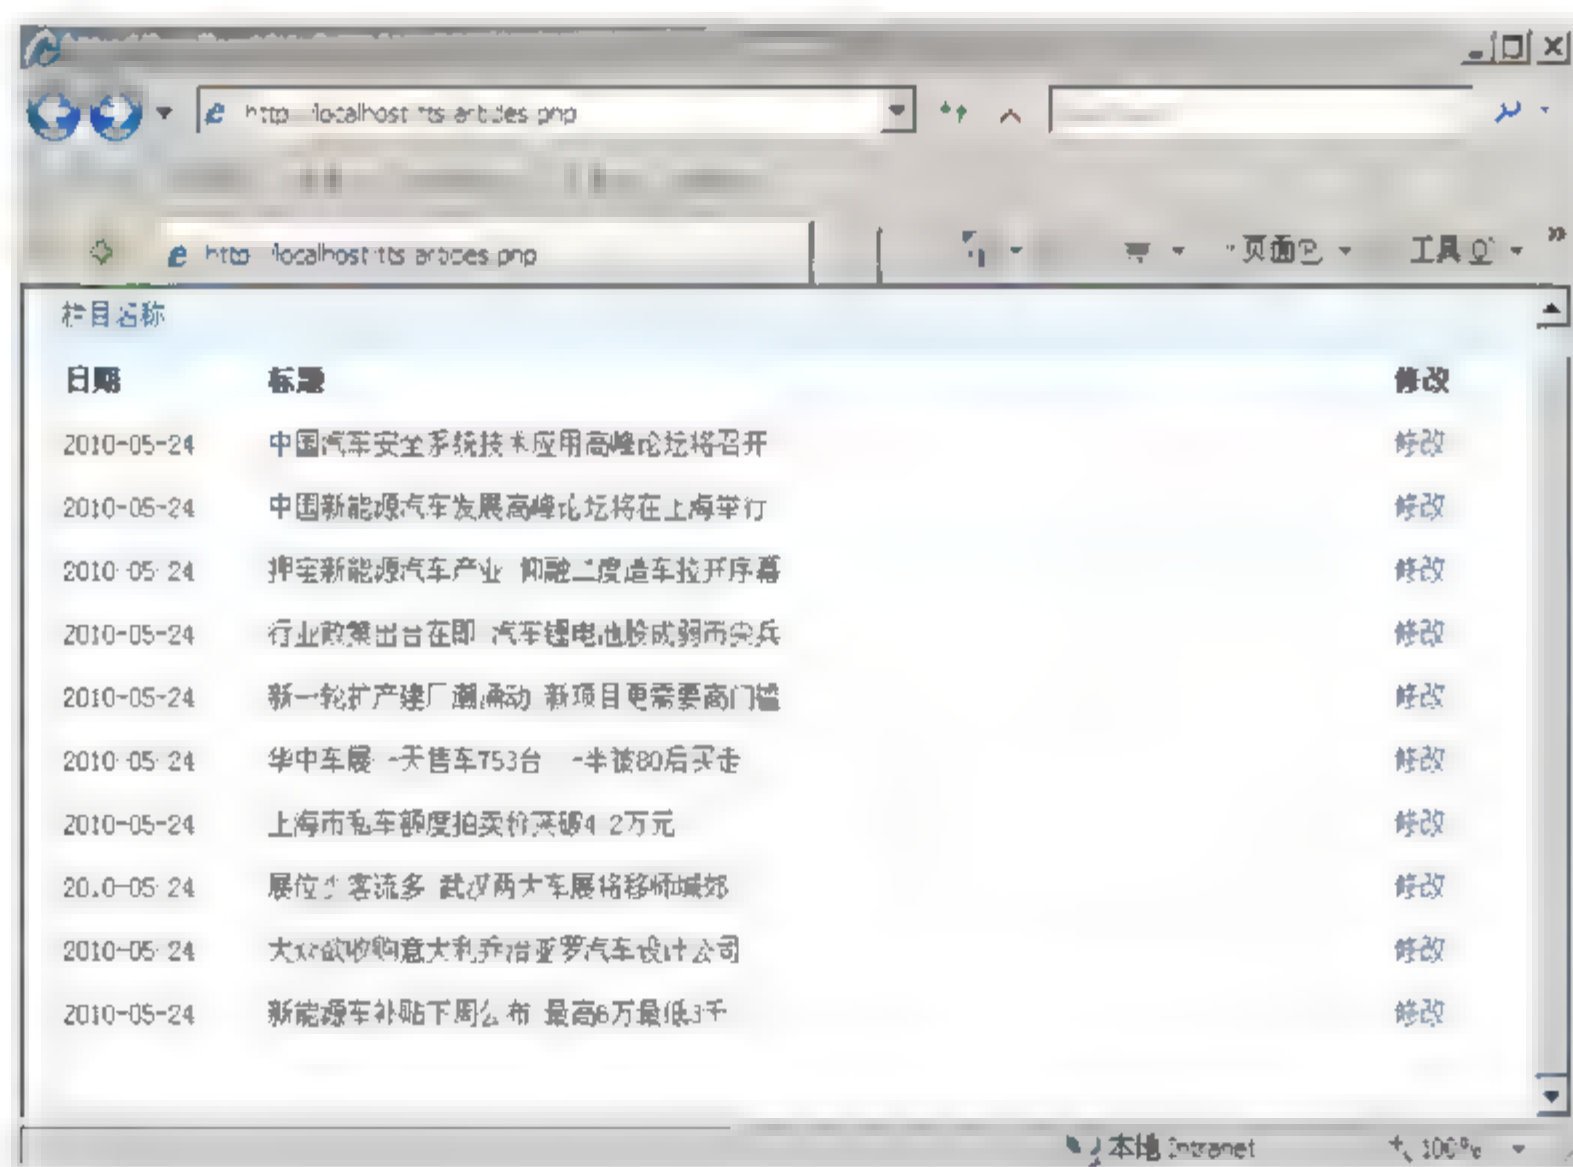 http://localhost/tts/articles.php
http://localhost/tts/articles.php 页面(P) 工具(O)
栏目名称
日期 标题 修改
2010-05-24 中国汽车安全系统技术应用高峰论坛将召开 修改
2010-05-24 中国新能源汽车发展高峰论坛将在上海举行 修改
2010-05-24 押宝新能源汽车产业 仰融二度造车拉开序幕 修改
2010-05-24 行业政策出台在即 汽车锂电池股成弱市尖兵 修改
2010-05-24 新一轮扩产建厂潮涌动 新项目更需要高门槛 修改
2010-05-24 华中车展一天售车753台 一半被80后买走 修改
2010-05-24 上海市私车额度拍卖价突破4.2万元 修改
2010-05-24 展位少客流多 武汉两大车展将移师城郊 修改
2010-05-24 大众欲收购意大利乔治亚罗汽车设计公司 修改
2010-05-24 新能源车补贴下周公布 最高6万最低3千 修改
本地 Intranet 100%